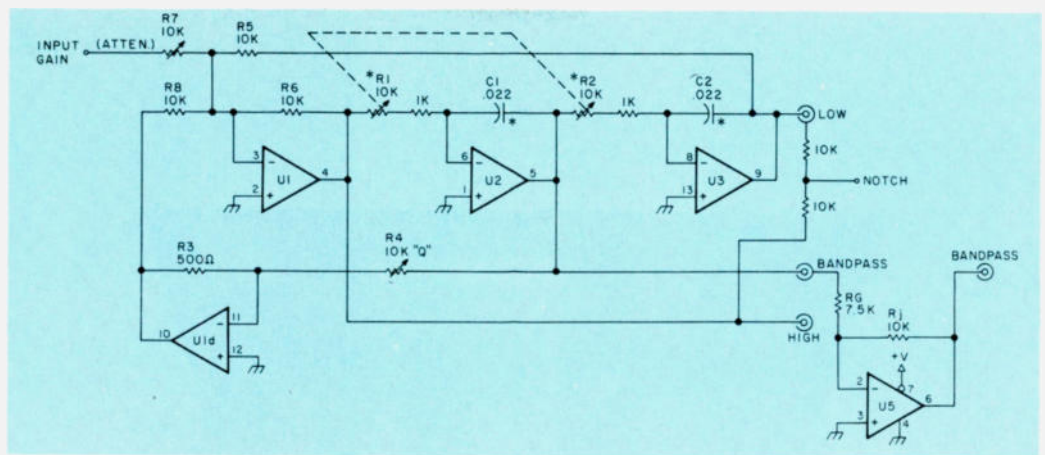 INPUT GAIN
(ATTEN.)
R7
10K
R5
10K
R8
10K
R6
10K
*R1
10K
1K
C1
.022
*
*R2
10K
1K
C2
.022
*
LOW
10K
NOTCH
10K
3
2
U1
4
6
1
U2
5
8
13
U3
9
R3
500Ω
R4
10K "Q"
BANDPASS
BANDPASS
RG
7.5K
Rj
10K
HIGH
+V
10
U1d
11
12
2
3
7
U5
6
4